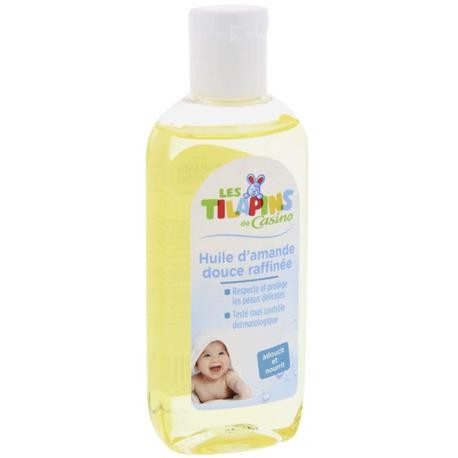 LES
TILAPINS
de Casino
Huile d'amande
douce raffinée
Respecte et protège
les peaux délicates
Testé sous contrôle
dermatologique
adoucit et
nourrit